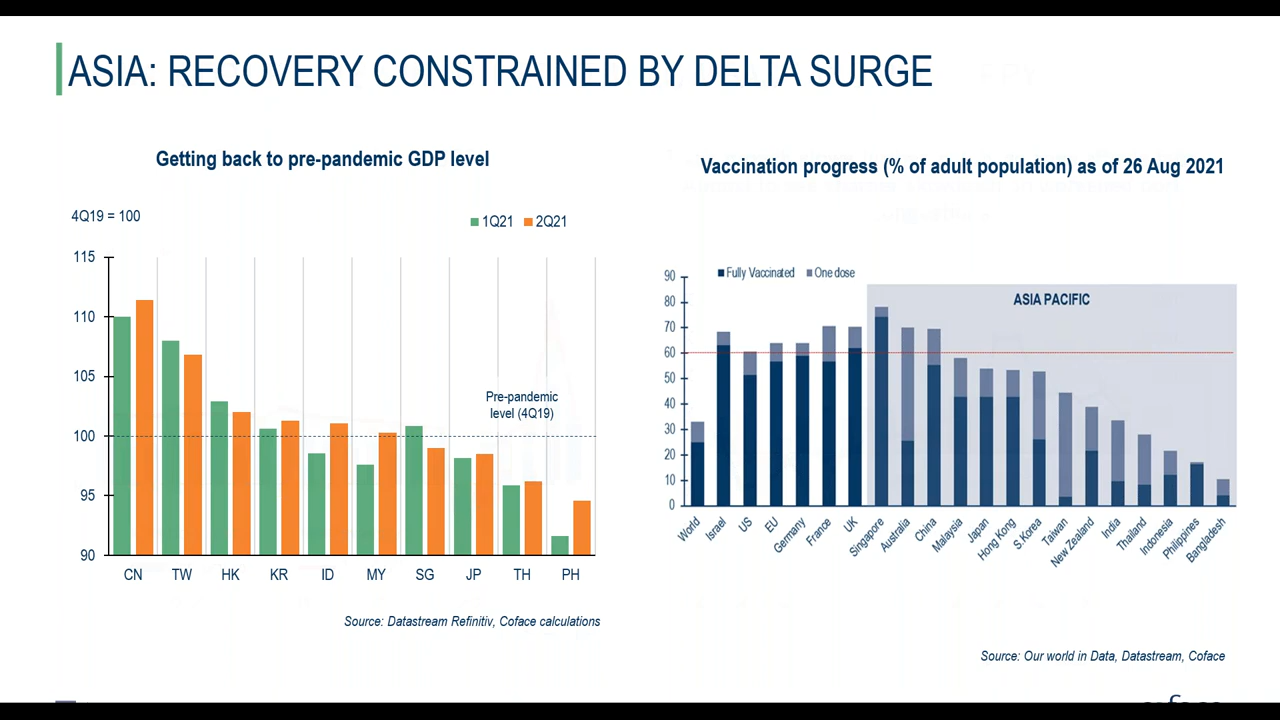 ASIA: RECOVERY CONSTRAINED BY DELTA SURGE
Getting back to pre-pandemic GDP level
4Q19 = 100
1Q21 2Q21
115
110
105
100
95
90
Pre-pandemic
level (4Q19)
CN TW HK KR ID MY SG JP TH PH
Source: Datastream Refinitiv, Coface calculations
Vaccination progress (% of adult population) as of 26 Aug 2021
Fully Vaccinated One dose
ASIA PACIFIC
90
80
70
60
50
40
30
20
10
0
World Israel US EU Germany France UK Singapore Australia China Malaysia Japan Hong Kong S.Korea Taiwan New Zealand India Thailand Indonesia Philippines Bangladesh
Source: Our world in Data, Datastream, Coface